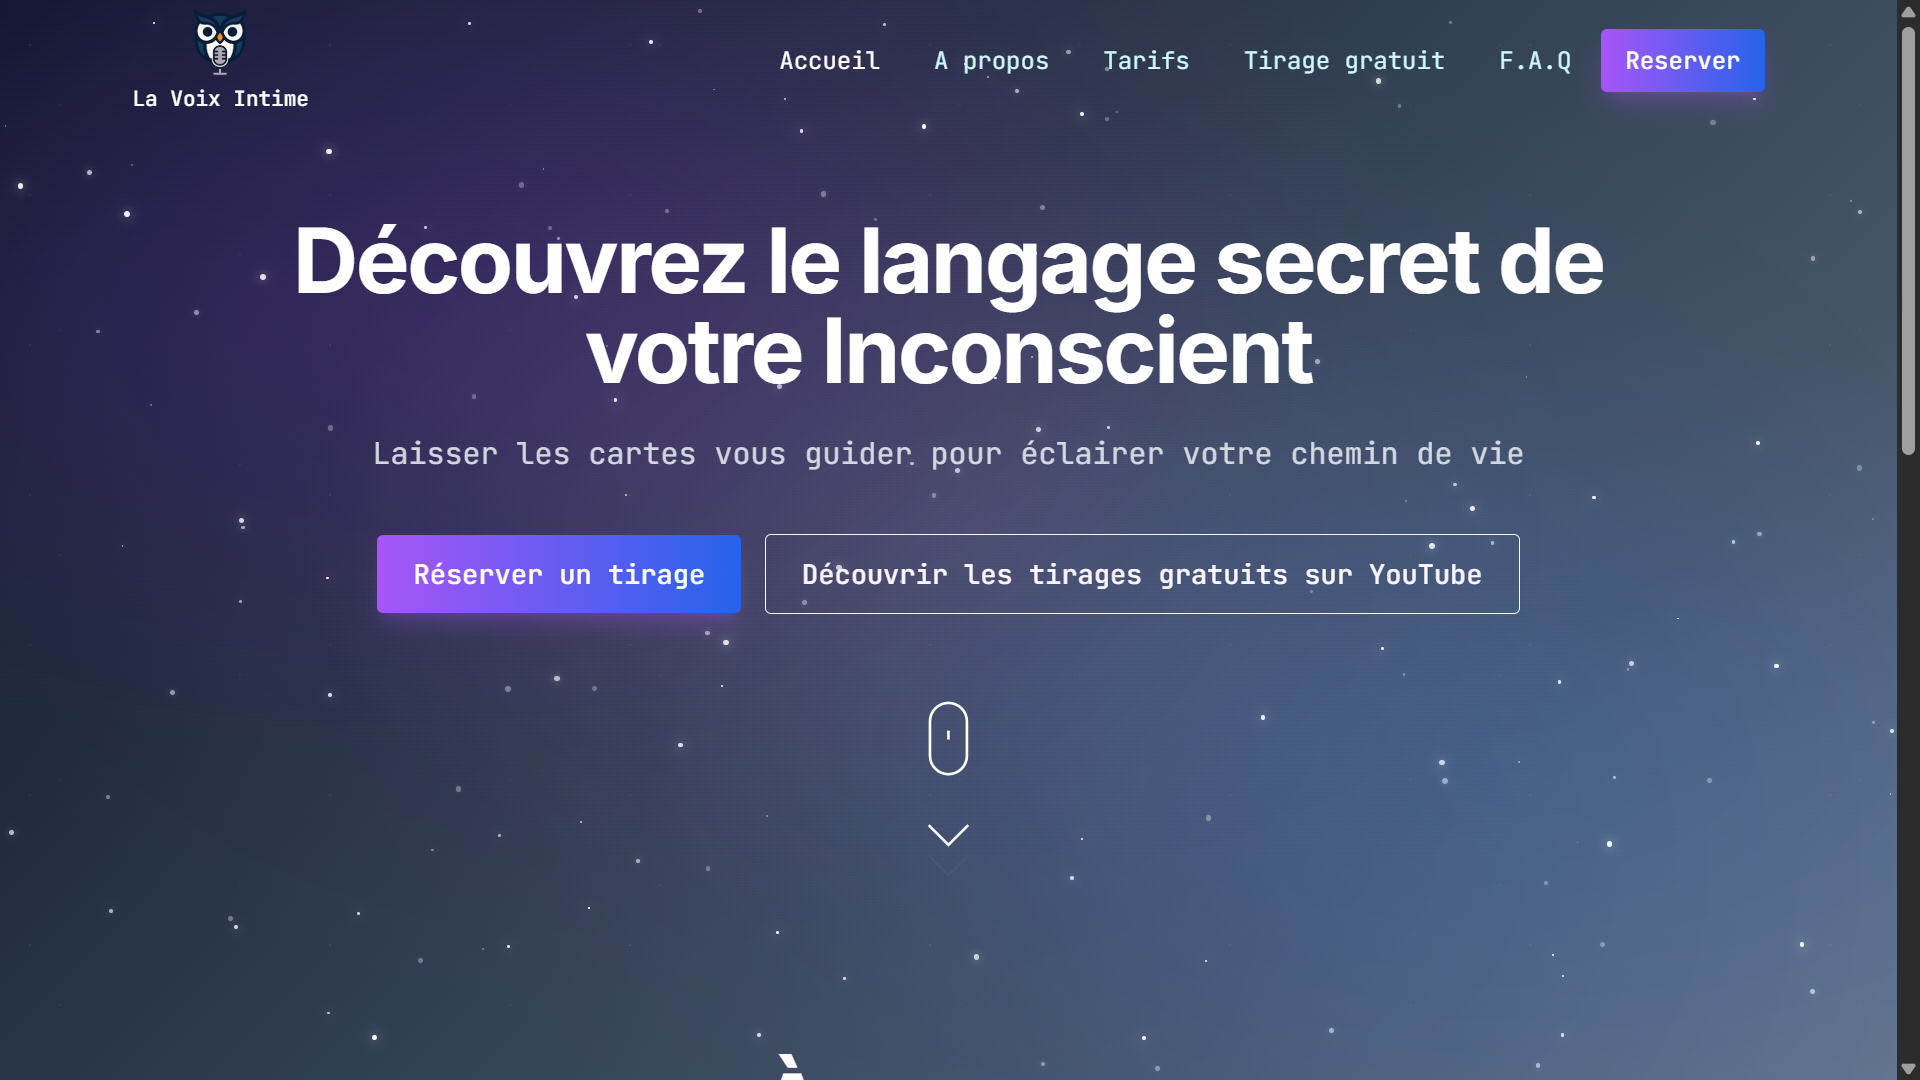 La Voix Intime
Accueil
A propos
Tarifs
Tirage gratuit
F.A.Q
Reserver
Découvrez le langage secret de
votre Inconscient
Laisser les cartes vous guider pour éclairer votre chemin de vie
Réserver un tirage
Découvrir les tirages gratuits sur YouTube